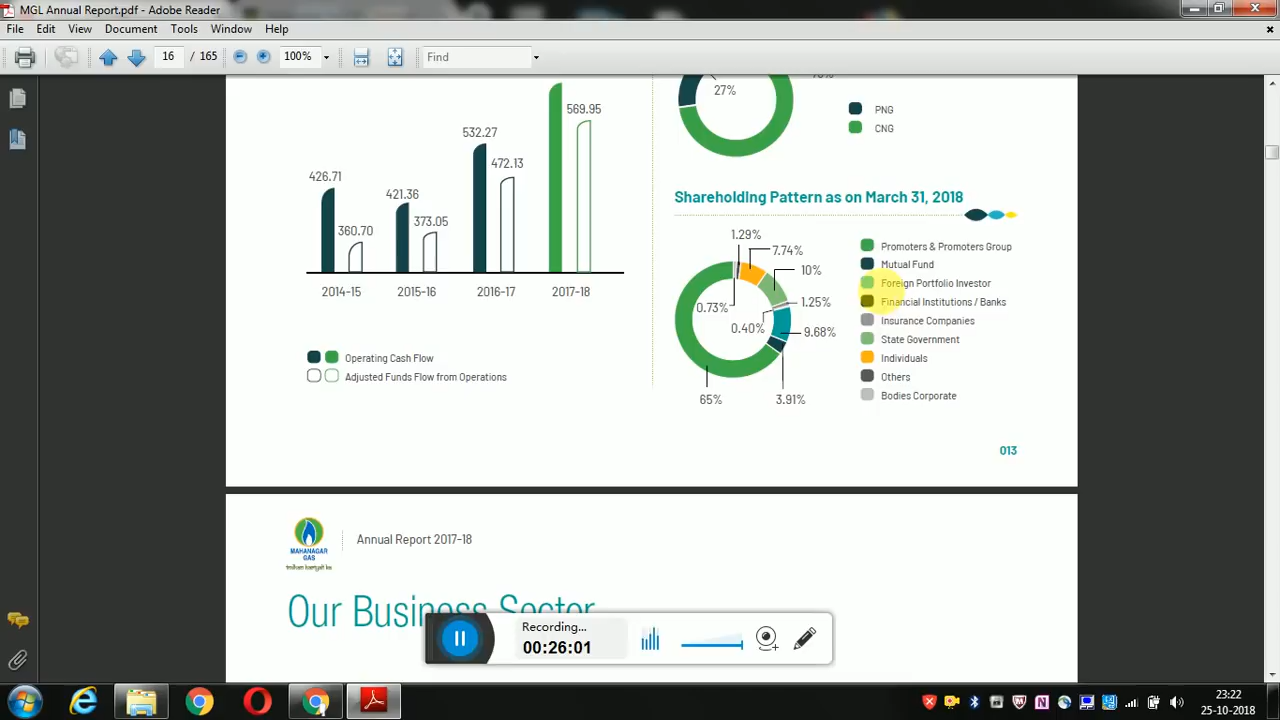 MGL Annual Report.pdf - Adobe Reader
File Edit View Document Tools Window Help
16 / 165 100% Find
27%
PNG
CNG
569.95
532.27
472.13
426.71
421.36
373.05
360.70
2014-15 2015-16 2016-17 2017-18
Operating Cash Flow
Adjusted Funds Flow from Operations
Shareholding Pattern as on March 31, 2018
1.29%
7.74%
10%
1.25%
0.73%
0.40%
9.68%
65%
3.91%
Promoters & Promoters Group
Mutual Fund
Foreign Portfolio Investor
Financial Institutions / Banks
Insurance Companies
State Government
Individuals
Others
Bodies Corporate
013
MAHANAGAR
GAS
Annual Report 2017-18
Our Business Sector
Recording...
00:26:01
23:22
25-10-2018